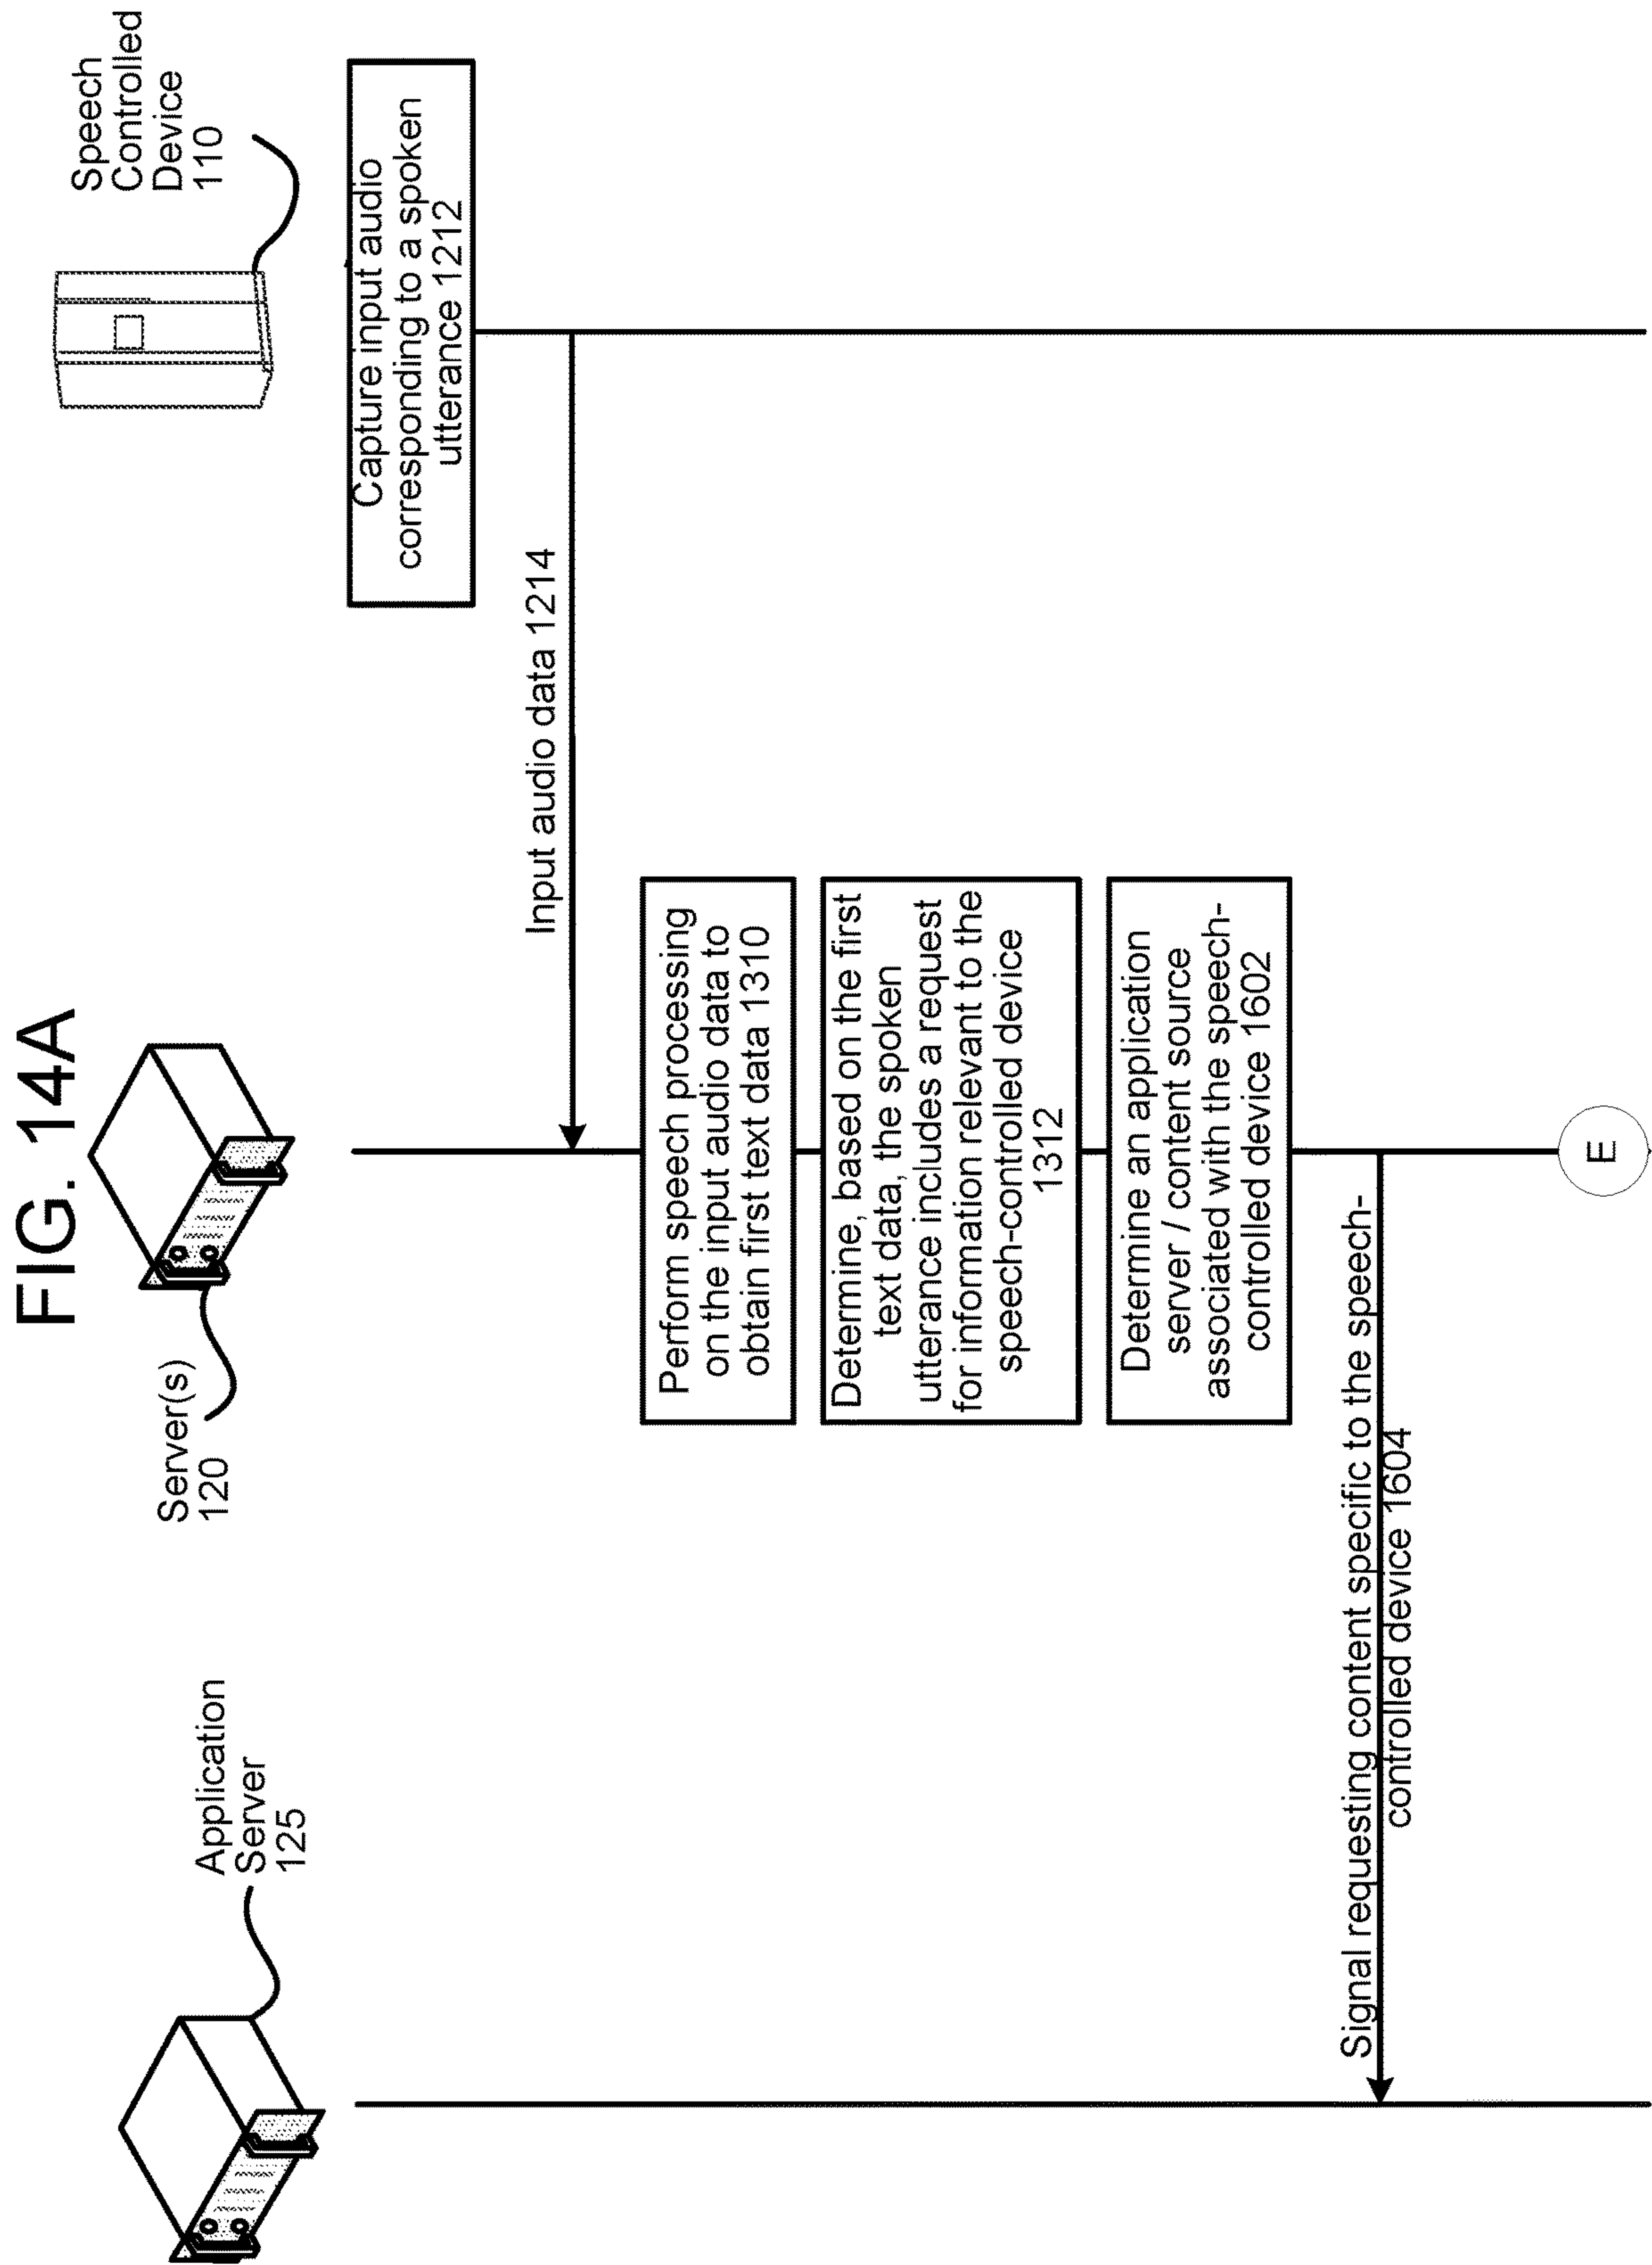 FIG. 14A
Application
Server
125
Server(s)
120
Speech
Controlled
Device
110
Capture input audio
corresponding to a spoken
utterance 1212
Input audio data 1214
Perform speech processing
on the input audio data to
obtain first text data 1310
Determine, based on the first
text data, the spoken
utterance includes a request
for information relevant to the
speech-controlled device
1312
Determine an application
server / content source
associated with the speech-
controlled device 1602
Signal requesting content specific to the speech-
controlled device 1604
E